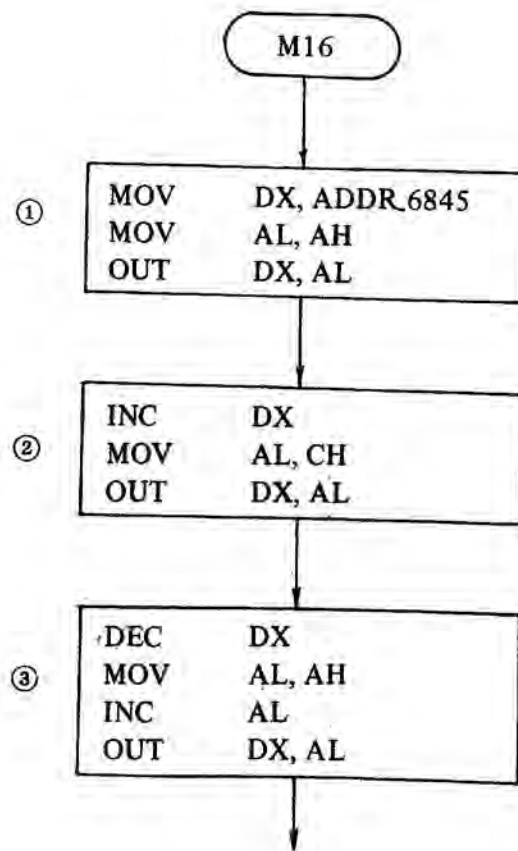 M16
① MOV DX, ADDR_6845
MOV AL, AH
OUT DX, AL
② INC DX
MOV AL, CH
OUT DX, AL
③ DEC DX
MOV AL, AH
INC AL
OUT DX, AL